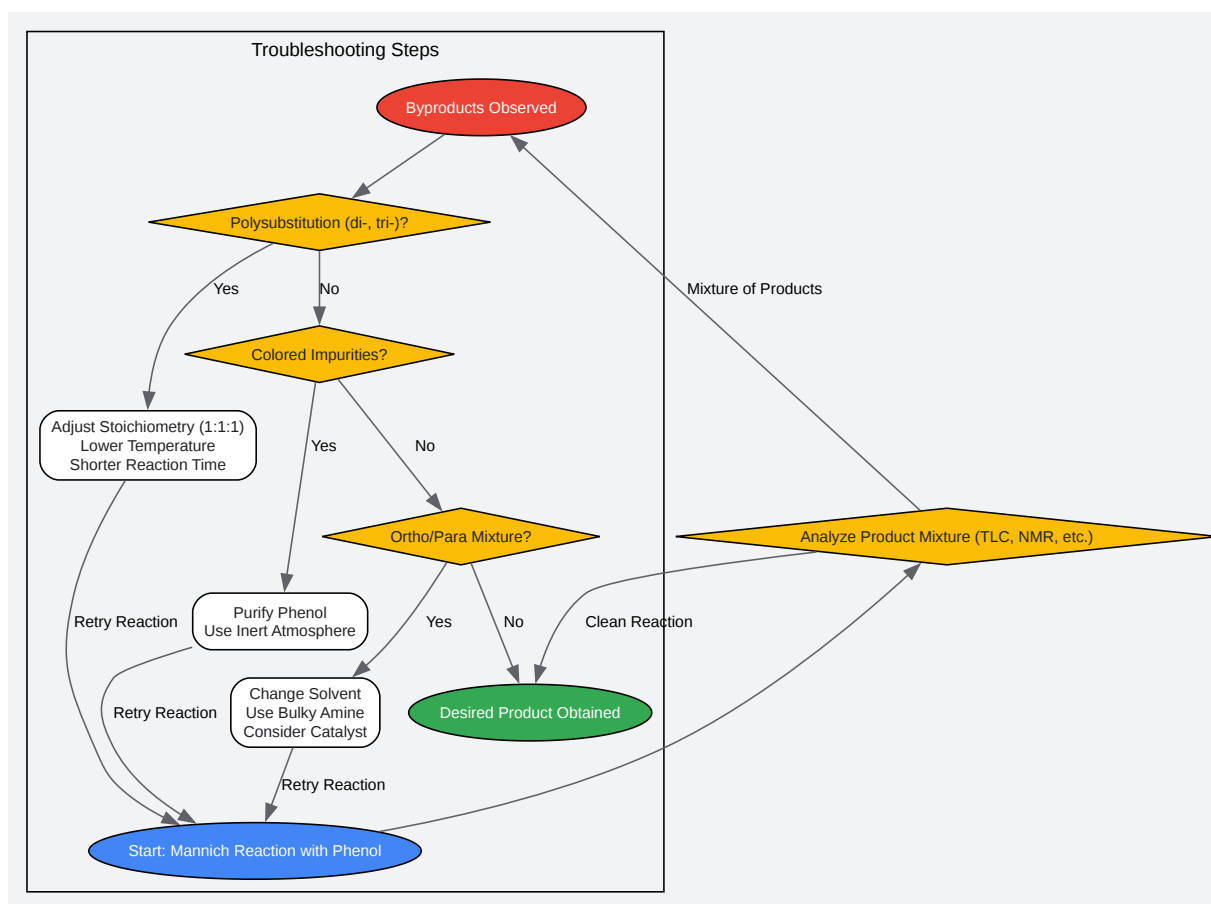 Troubleshooting Steps
Byproducts Observed
Polysubstitution (di-, tri-)?
Yes
No
Mixture of Products
Colored Impurities?
Adjust Stoichiometry (1:1:1)
Lower Temperature
Shorter Reaction Time
Yes
No
Ortho/Para Mixture?
Analyze Product Mixture (TLC, NMR, etc.)
Retry Reaction
Purify Phenol
Use Inert Atmosphere
Yes
No
Clean Reaction
Retry Reaction
Change Solvent
Use Bulky Amine
Consider Catalyst
Desired Product Obtained
Retry Reaction
Start: Mannich Reaction with Phenol